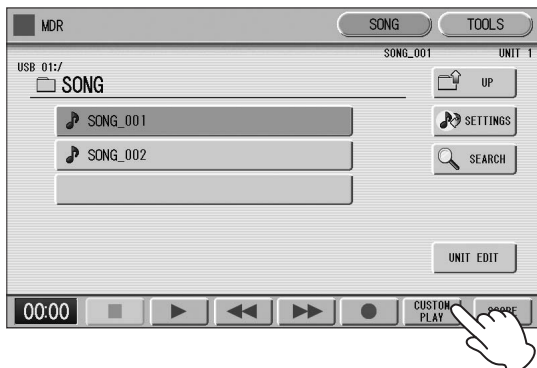 MDR
SONG
TOOLS
SONG_001
UNIT 1
USB 01:/
SONG
UP
SONG_001
SETTINGS
SONG_002
SEARCH
UNIT EDIT
00:00
CUSTOM
PLAY